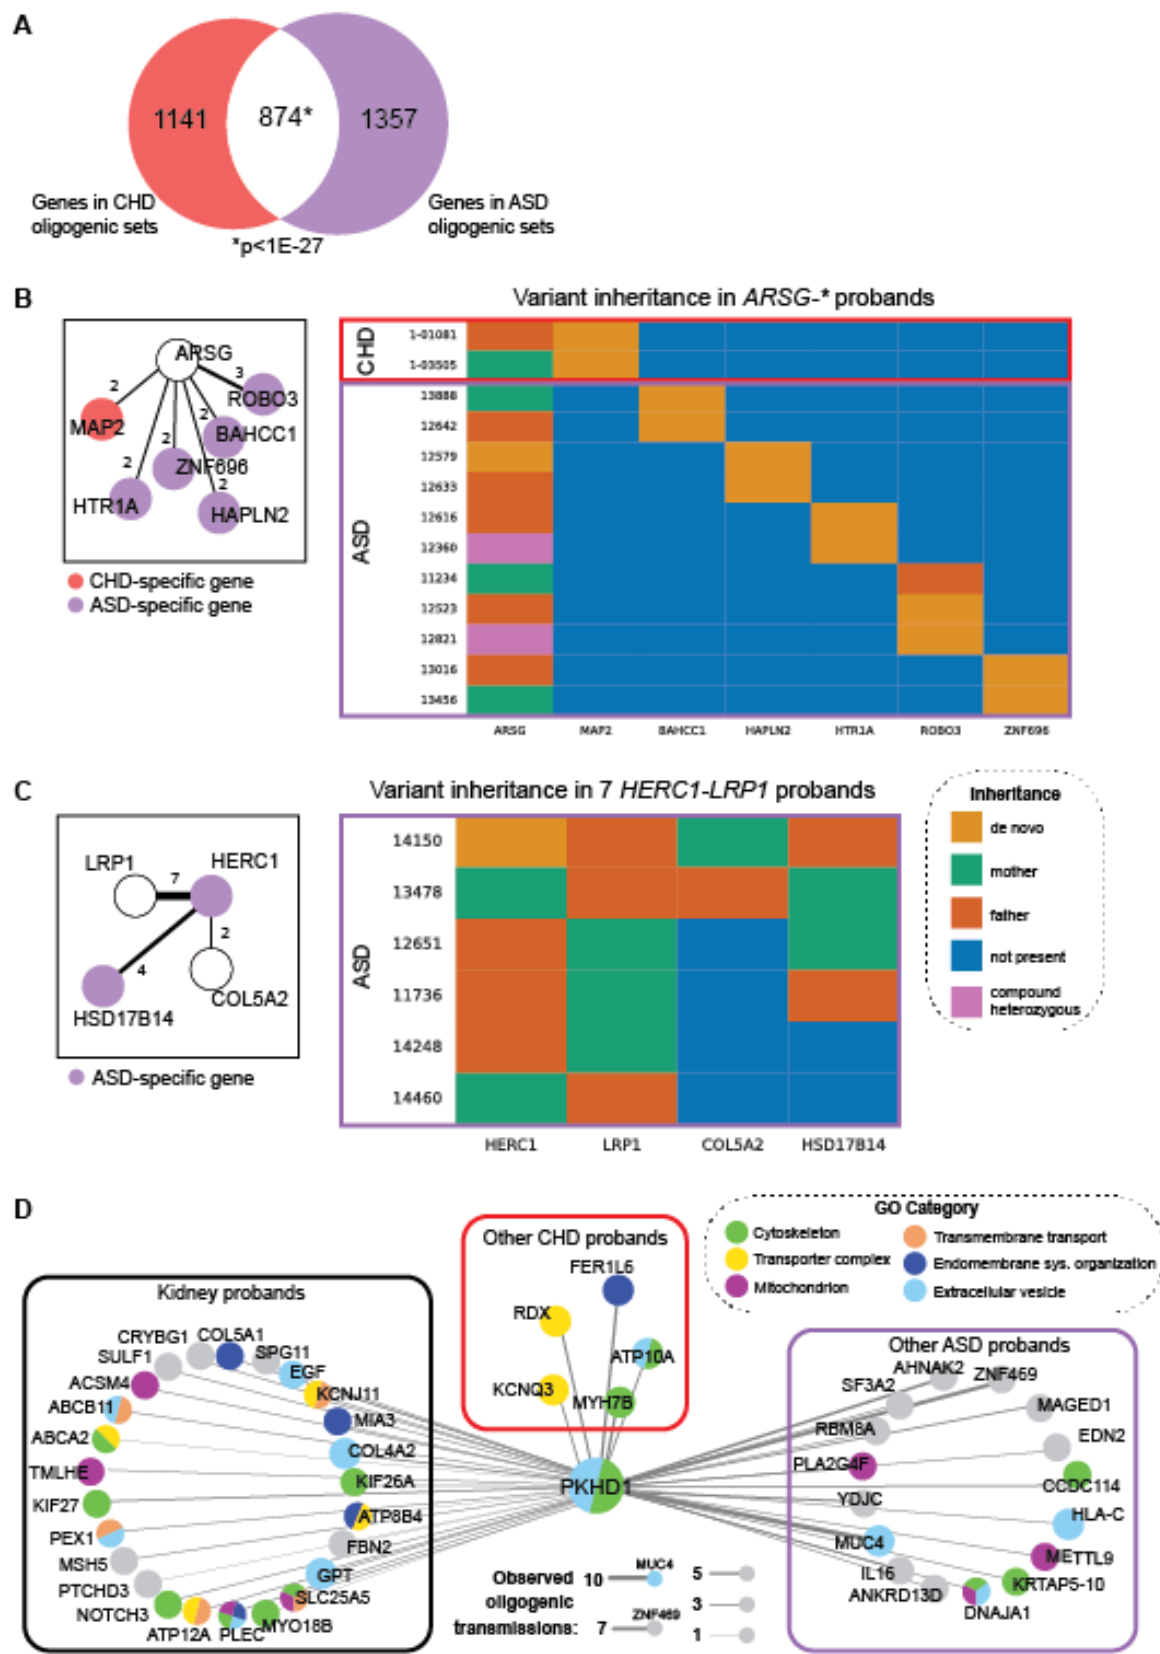 A
1141
874*
1357
Genes in CHD
oligogenic sets
Genes in ASD
oligogenic sets
*p<1E-27
B
Variant inheritance in ARSG-* probands
ARSG
3
2
ROBO3
MAP2
2
BAHCC1
2
ZNF696
2
2
HTR1A
HAPLN2
CHD-specific gene
ASD-specific gene
CHD
1-01081
1-03505
ASD
13888
12642
12579
12633
12616
12360
11234
12523
12821
13016
13456
ARSG MAP2 BAHCC1 HAPLN2 HTR1A ROBO3 ZNF696
C
Variant inheritance in 7 HERC1-LRP1 probands
LRP1
HERC1
7
2
4
COL5A2
HSD17B14
ASD-specific gene
ASD
14150
13478
12651
11736
14248
14460
HERC1 LRP1 COL5A2 HSD17B14
Inheritance
de novo
mother
father
not present
compound
heterozygous
D
GO Category
Cytoskeleton
Transporter complex
Mitochondrion
Transmembrane transport
Endomembrane sys. organization
Extracellular vesicle
Kidney probands
CRYBG1
COL5A1
SULF1
SPG11
EGF
ACSM4
KCNJ11
ABCB11
MIA3
ABCA2
COL4A2
TMLHE
KIF26A
KIF27
ATP8B4
PEX1
FBN2
MSH5
GPT
PTCHD3
SLC25A5
NOTCH3
MYO18B
ATP12A
PLEC
Other CHD probands
FER1L6
RDX
ATP10A
KCNQ3
MYH7B
PKHD1
Other ASD probands
AHNAK2
ZNF469
SF3A2
MAGED1
RBM8A
EDN2
PLA2G4F
CCDC114
YDJC
HLA-C
MUC4
METTL9
IL16
KRTAP5-10
ANKRD13D
DNAJA1
Observed
oligogenic
transmissions:
10
MUC4
7
ZNF469
5
3
1